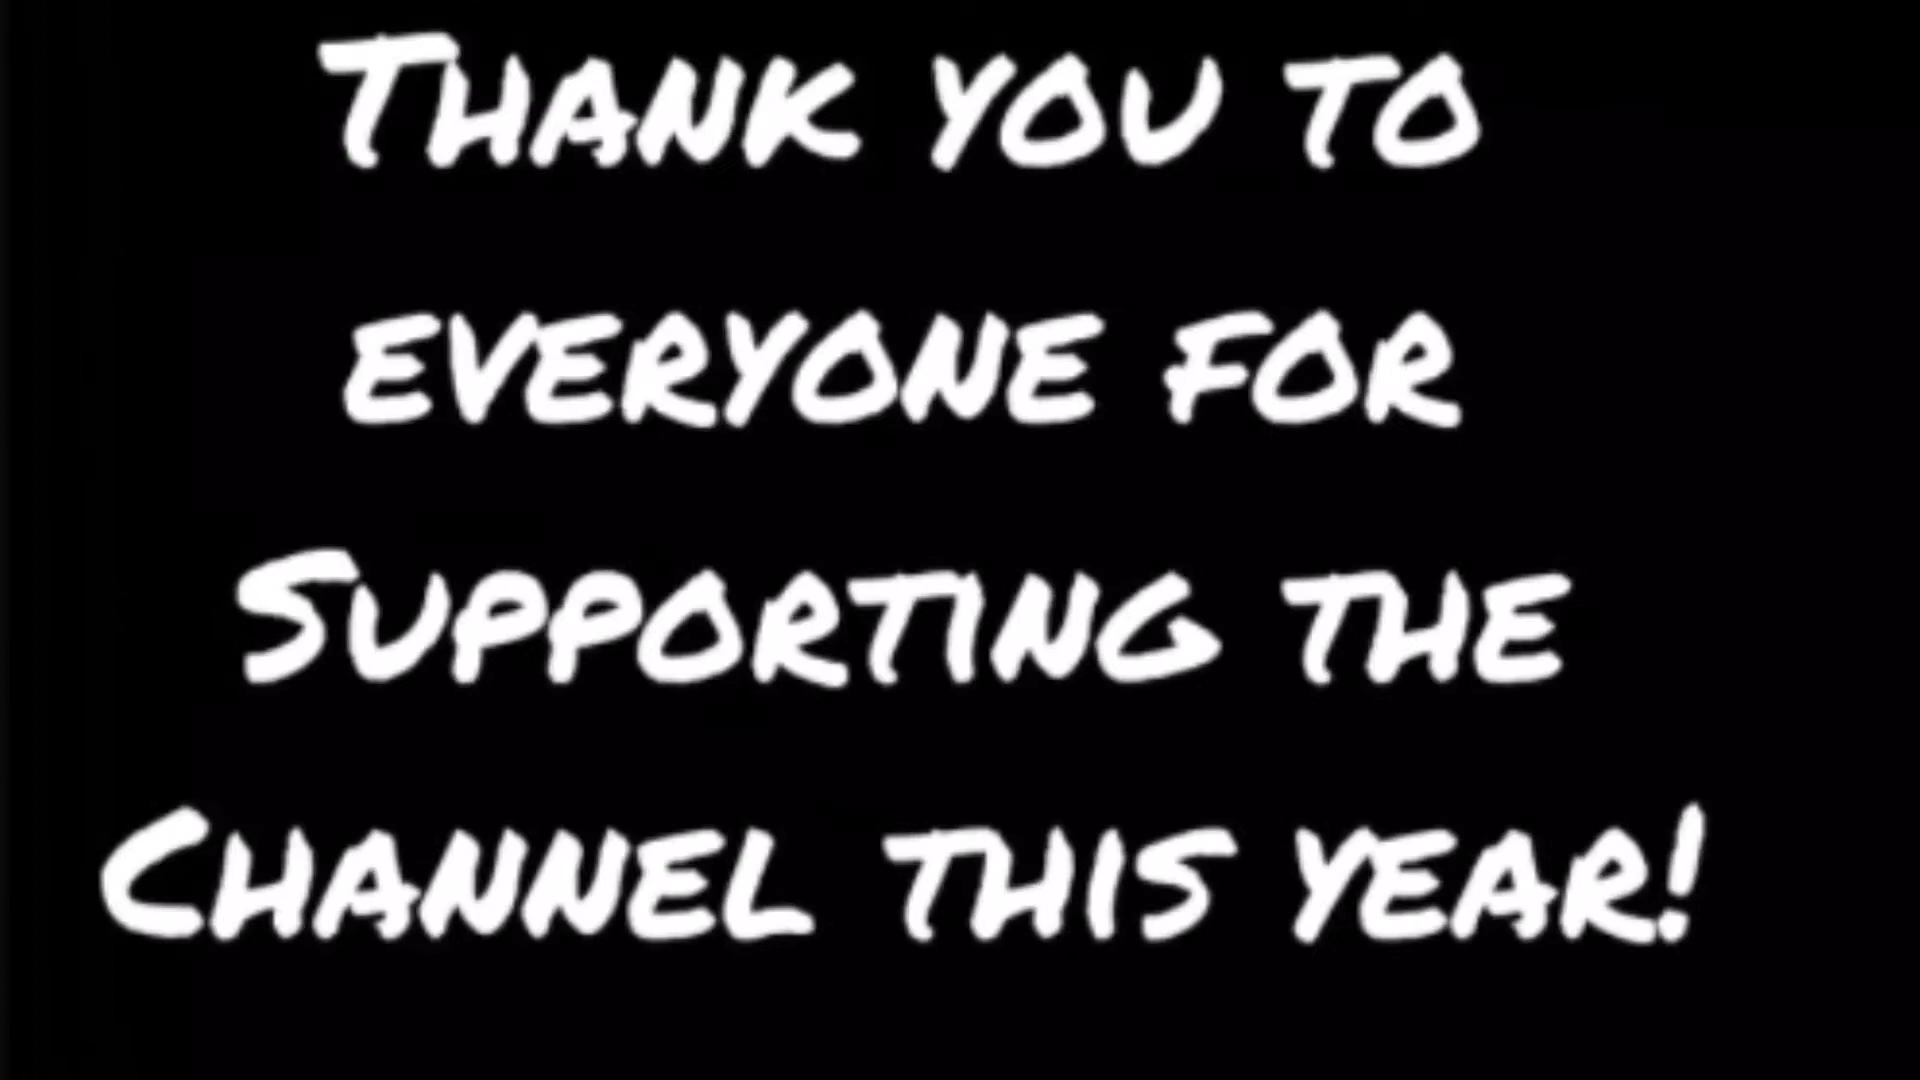 Thank you to
everyone for
Supporting the
Channel this year!